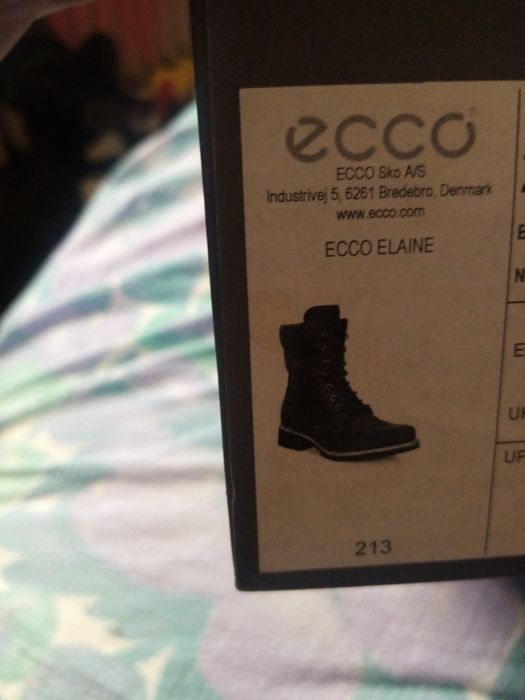 ecco
ECCO Sko A/S
Industrivej 5, 6261 Bredebro, Denmark
www.ecco.com
ECCO ELAINE
213